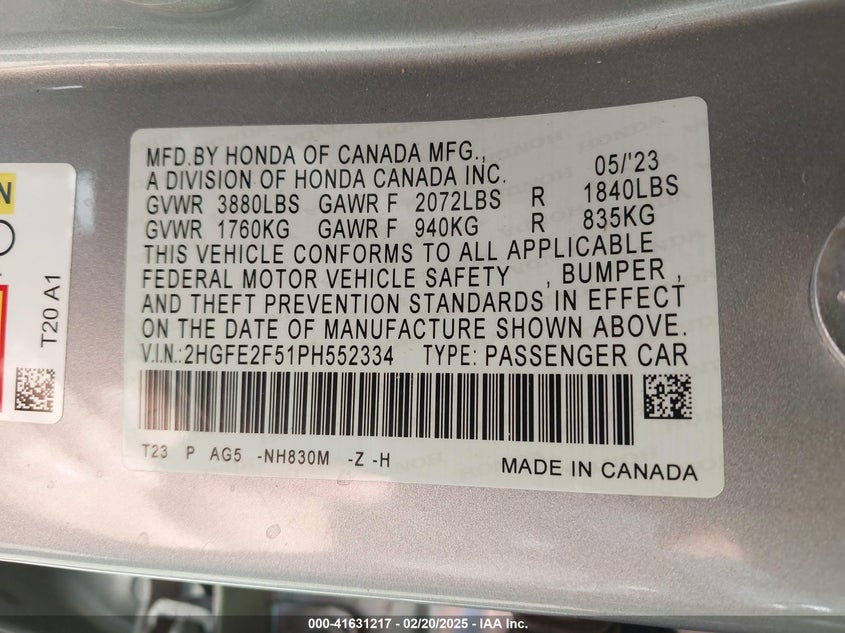 MFD.BY HONDA OF CANADA MFG.,
A DIVISION OF HONDA CANADA INC. 05/'23
GVWR 3880LBS GAWR F 2072LBS R 1840LBS
GVWR 1760KG GAWR F 940KG R 835KG
THIS VEHICLE CONFORMS TO ALL APPLICABLE
FEDERAL MOTOR VEHICLE SAFETY , BUMPER ,
AND THEFT PREVENTION STANDARDS IN EFFECT
ON THE DATE OF MANUFACTURE SHOWN ABOVE.
V.I.N.:2HGFE2F51PH552334 TYPE: PASSENGER CAR
T23 P AG5 -NH830M -Z -H
MADE IN CANADA
T20 A1
N
000-41631217 - 02/20/2025 - IAA Inc.